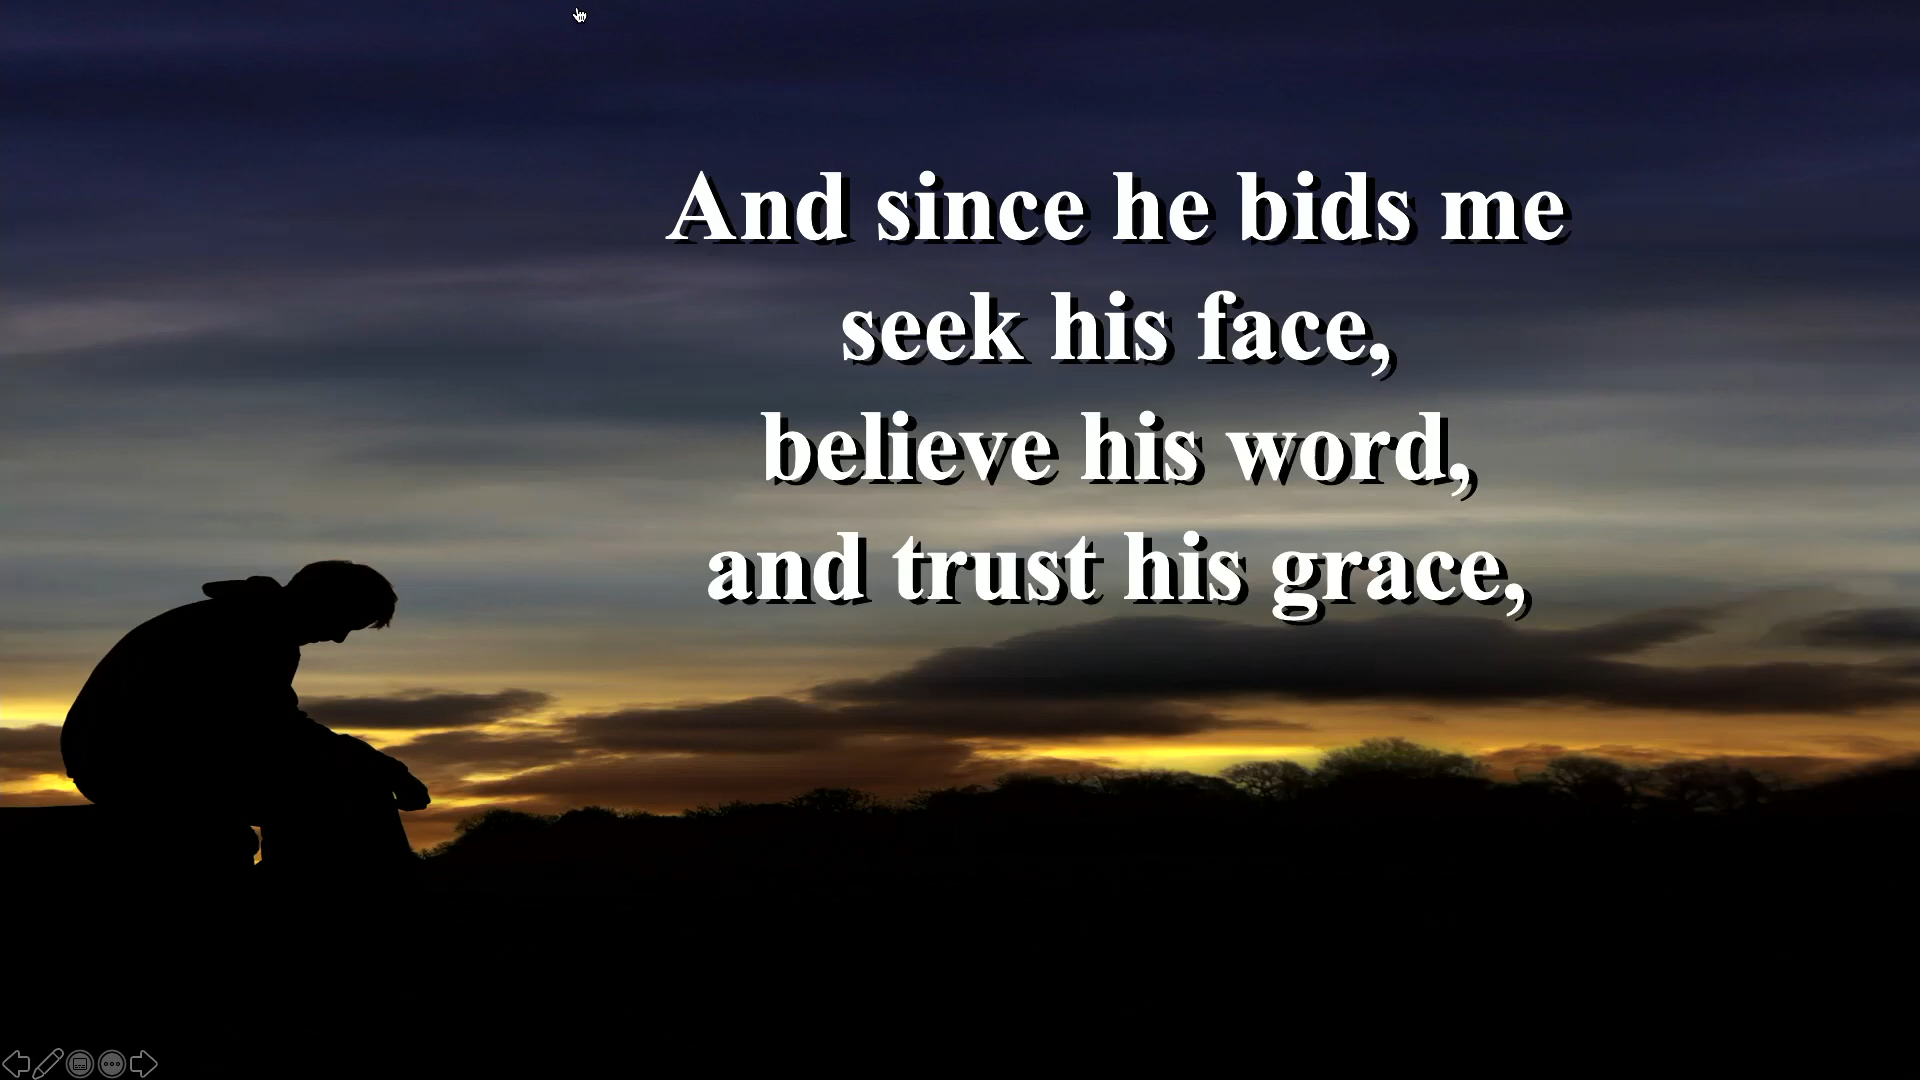 And since he bids me
seek his face,
believe his word,
and trust his grace,